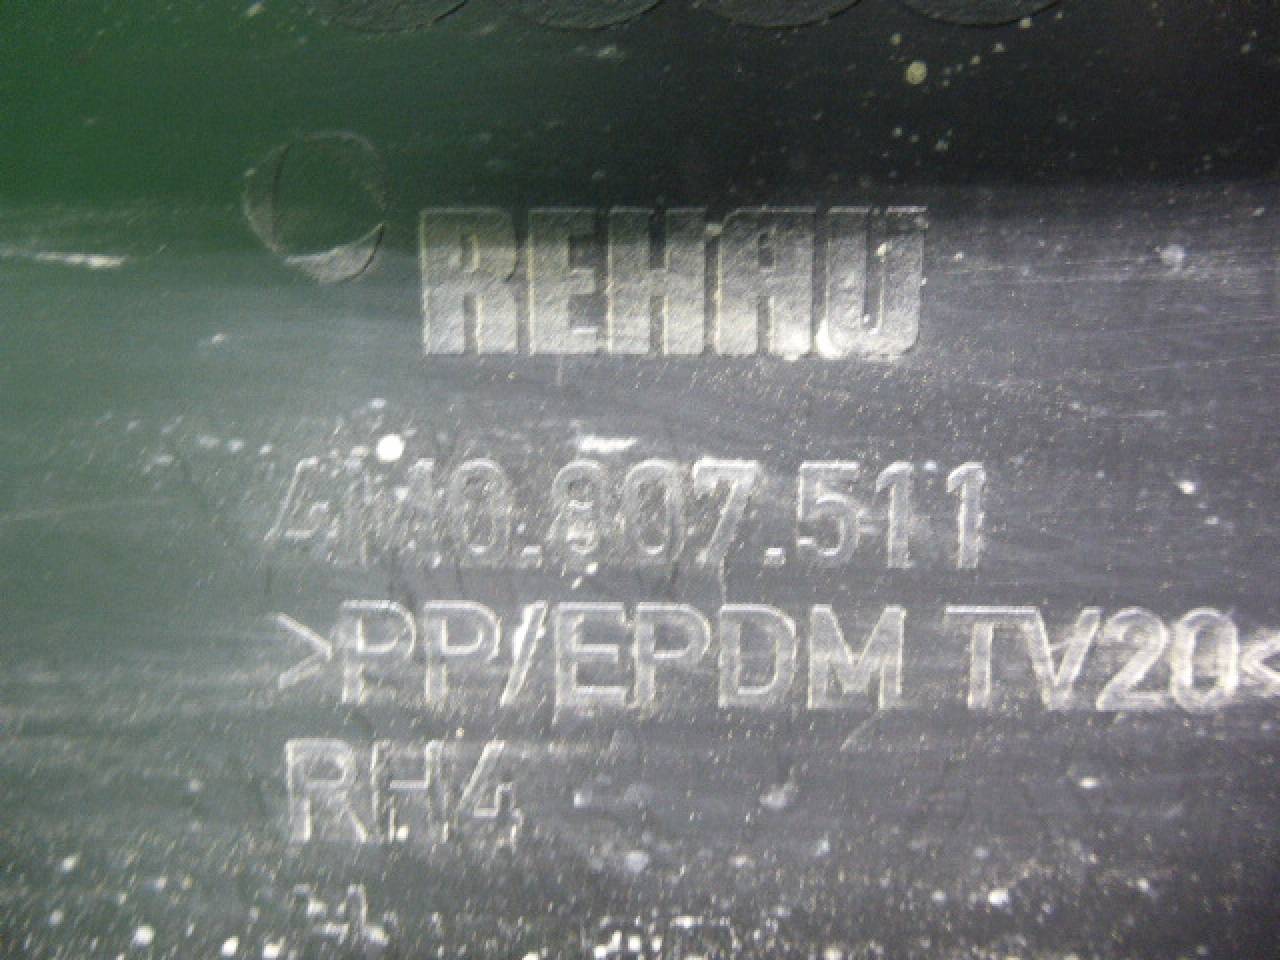 REHAU
4M0.807.511
>PP/EPDM TV20<
RH4